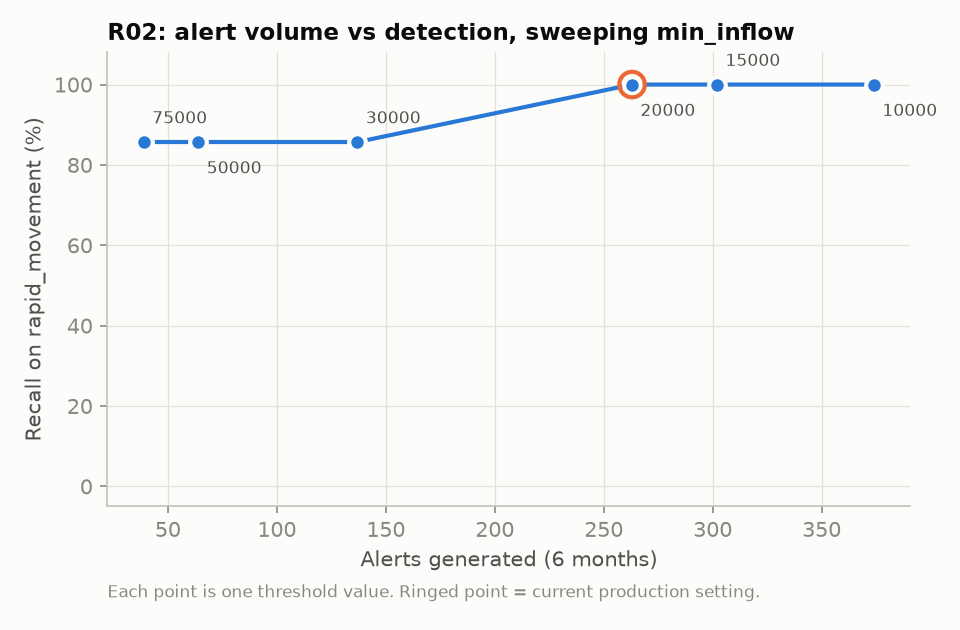 R02: alert volume vs detection, sweeping min_inflow
15000
100
20000
10000
75000
30000
80
50000
60
40
20
0
Recall on rapid_movement (%)
50 100 150 200 250 300 350
Alerts generated (6 months)
Each point is one threshold value. Ringed point = current production setting.